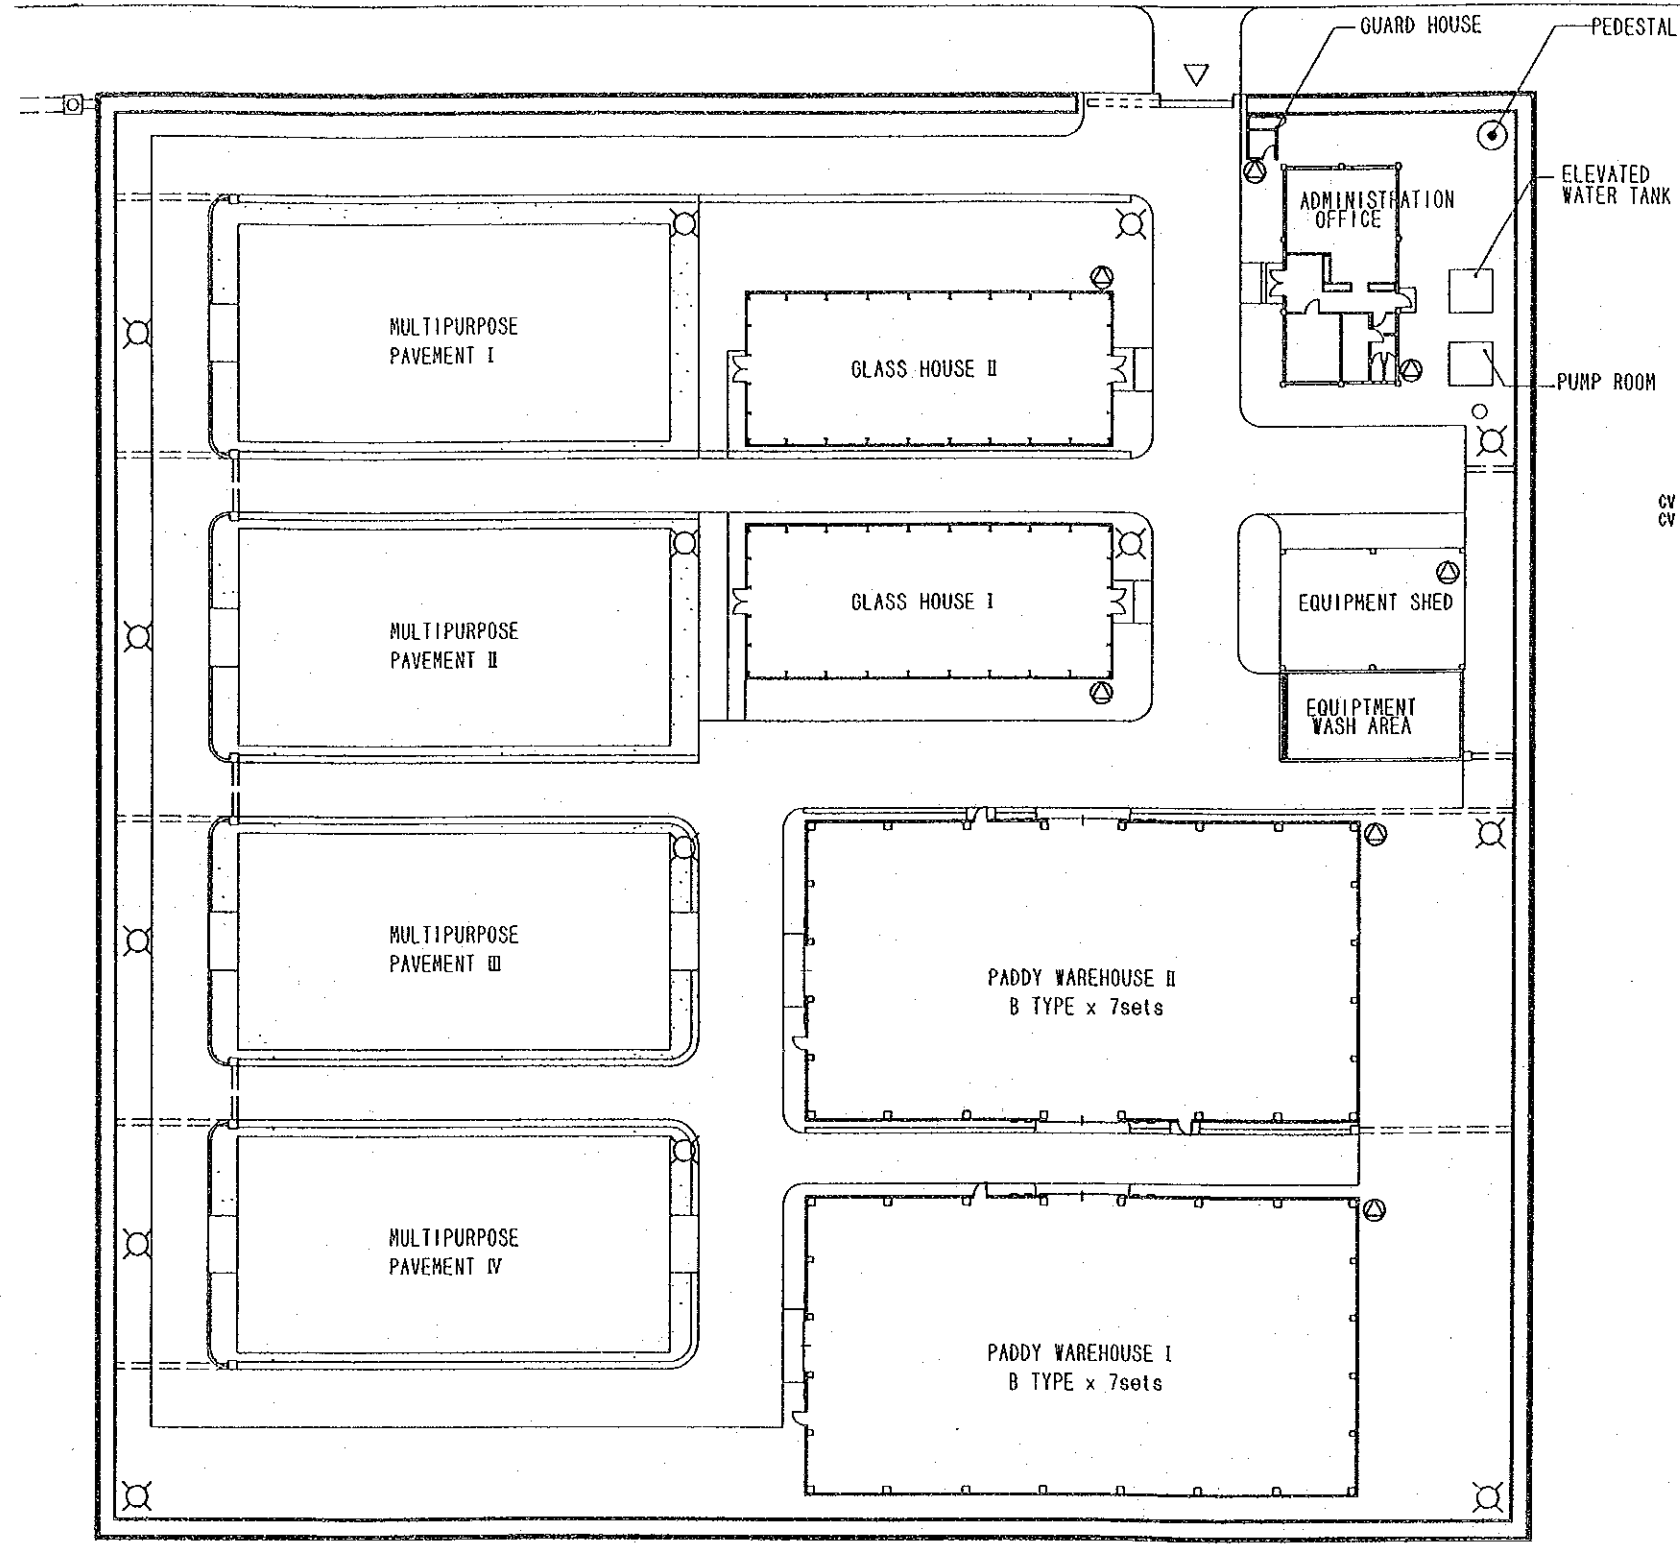 GUARD HOUSE
PEDESTAL
ELEVATED
WATER TANK
ADMINISTRATION
OFFICE
PUMP ROOM
MULTIPURPOSE
PAVEMENT I
GLASS HOUSE II
CV
CV
MULTIPURPOSE
PAVEMENT II
GLASS HOUSE I
EQUIPMENT SHED
EQUIPTMENT
WASH AREA
MULTIPURPOSE
PAVEMENT III
PADDY WAREHOUSE II
B TYPE x 7sets
MULTIPURPOSE
PAVEMENT IV
PADDY WAREHOUSE I
B TYPE x 7sets